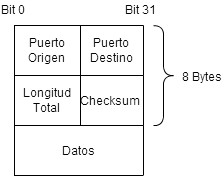 Bit 0 Bit 31
Puerto Puerto
Origen Destino
8 Bytes
Longitud Checksum
Total
Datos